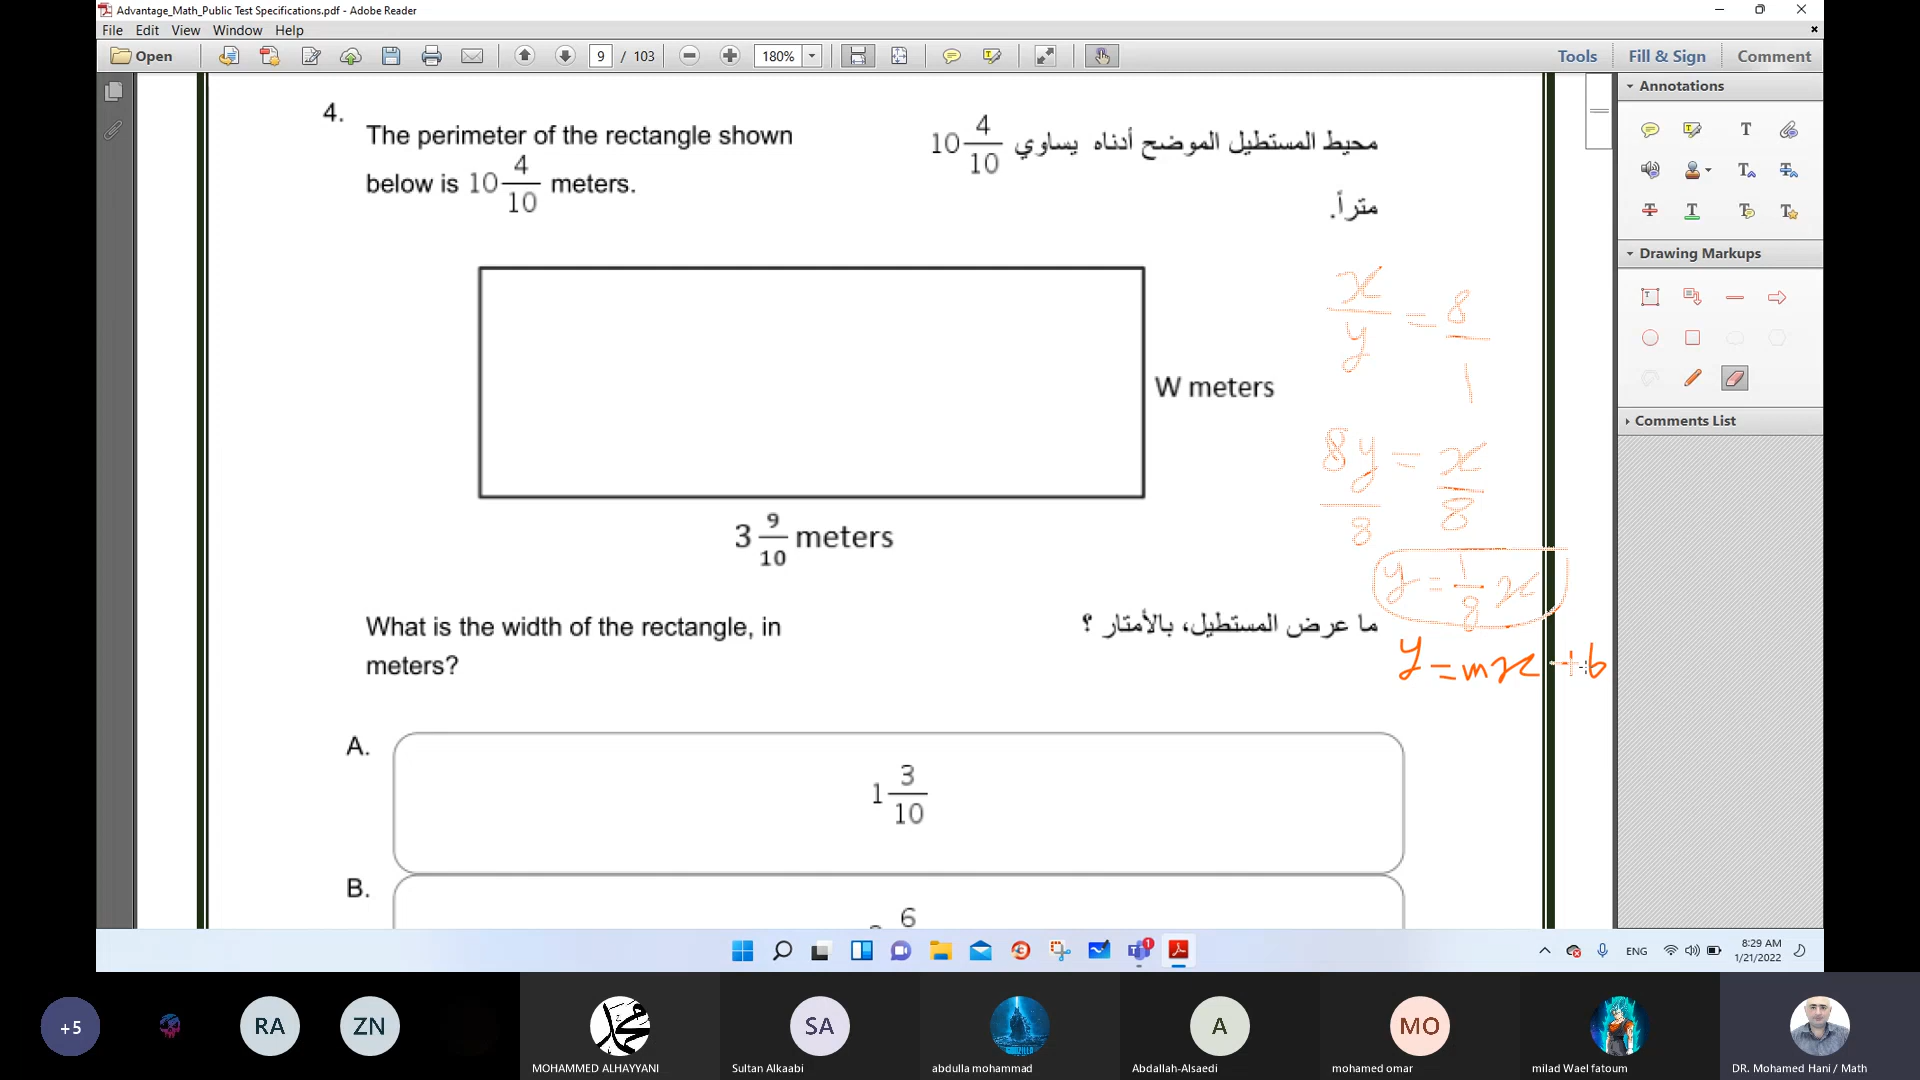 Advantage_Math_Public Test Specifications.pdf - Adobe Reader
File Edit View Window Help
Open 9 / 103 180% Tools Fill & Sign Comment
Annotations
Drawing Markups
Comments List
4.
The perimeter of the rectangle shown
below is 10 4/10 meters.
محيط المستطيل الموضح أدناه يساوي 10 4/10
متراً.
W meters
3 9/10 meters
x/y = 8/1
8y/8 = x/8
y = 1/8 x
y = mx + b
What is the width of the rectangle, in
meters?
ما عرض المستطيل، بالأمتار ؟
A.
1 3/10
B.
6
ENG
8:29 AM
1/21/2022
+5
RA
ZN
SA
A
MO
MOHAMMED ALHAYYANI
Sultan Alkaabi
abdulla mohammad
Abdallah-Alsaedi
mohamed omar
milad Wael fatoum
DR. Mohamed Hani / Math